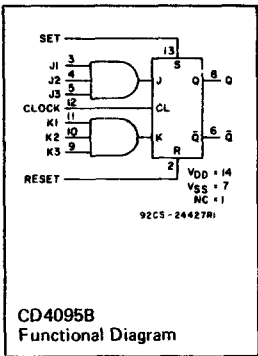 SET
13
S
J1 3
J2 4
J3 5
J
Q 8 Q
CLOCK 12
CL
K1 11
K2 10
K3 9
K
Q̅ 6 Q̅
R
2
RESET
VDD = 14
VSS = 7
NC = 1
92CS-24427R1
CD4095B
Functional Diagram